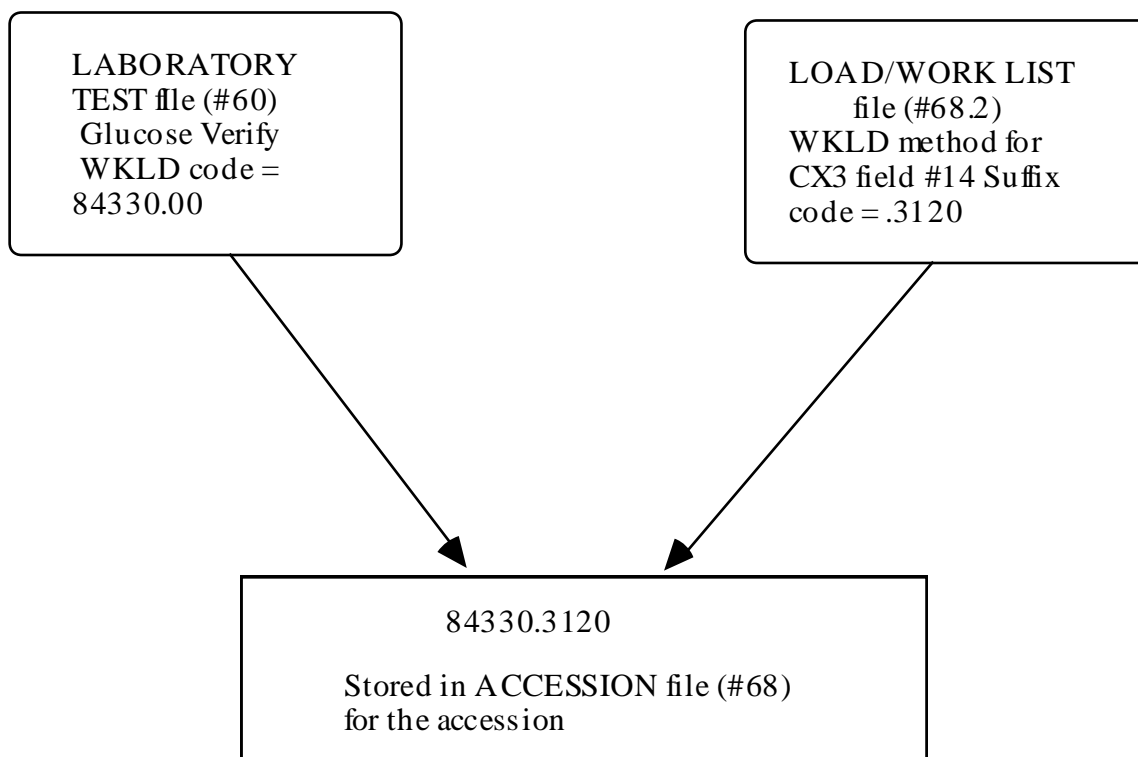 LABORATORY
TEST file (#60)
Glucose Verify
WKLD code =
84330.00
LOAD/WORK LIST
file (#68.2)
WKLD method for
CX3 field #14 Suffix
code = .3120
84330.3120
Stored in ACCESSION file (#68)
for the accession